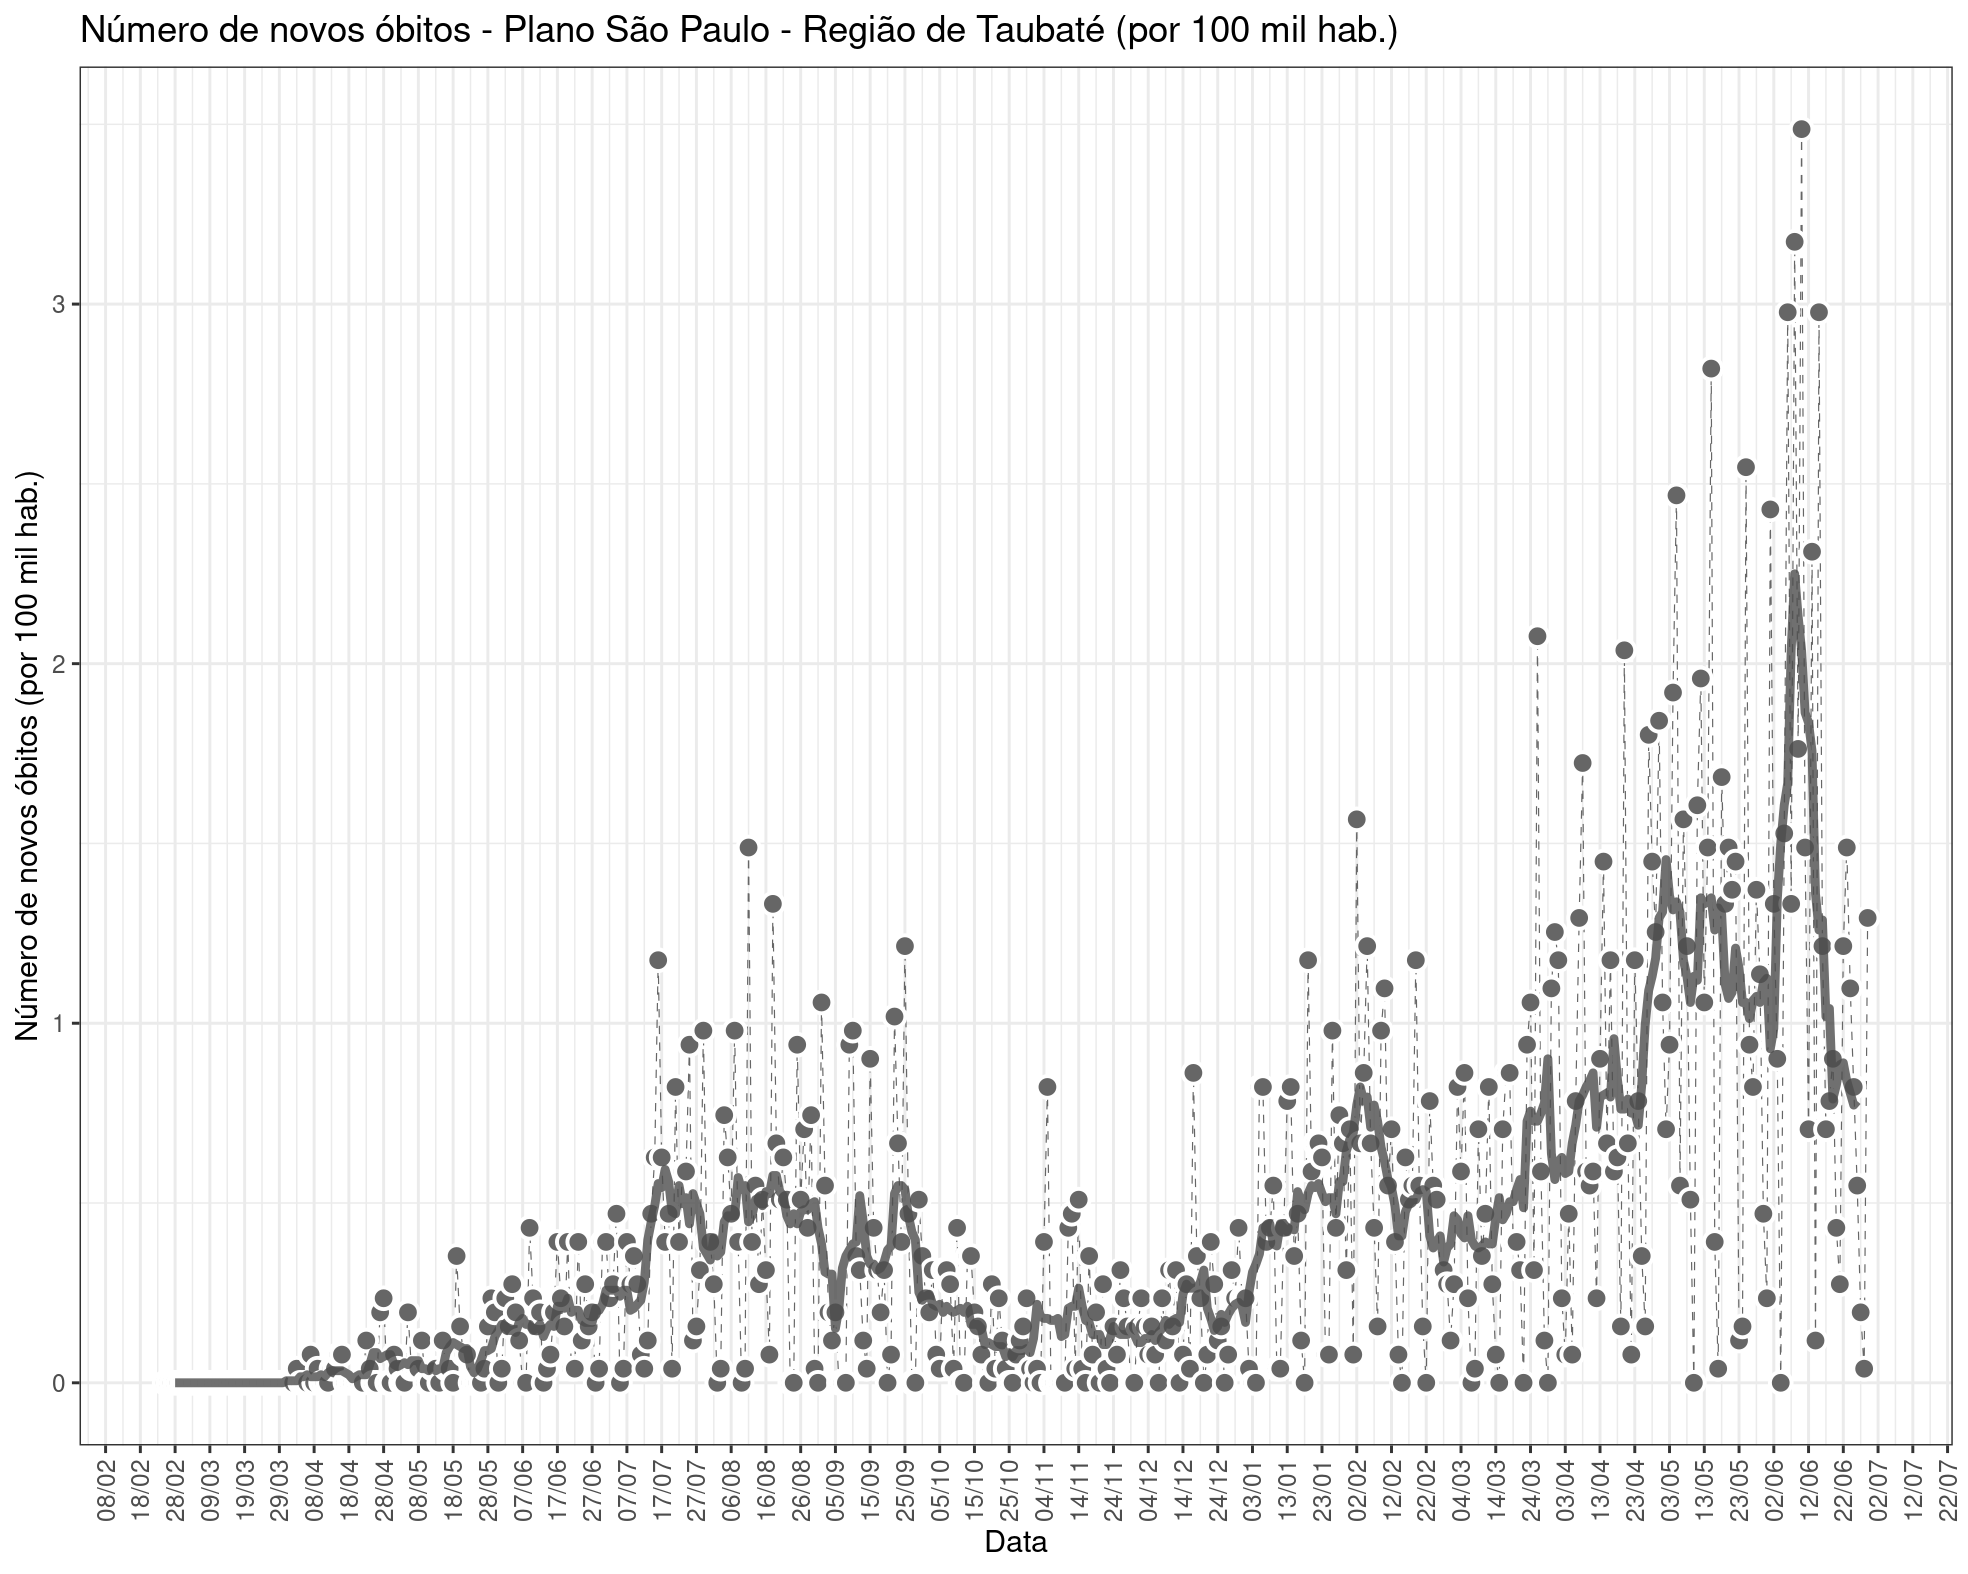 Número de novos óbitos - Plano São Paulo - Região de Taubaté (por 100 mil hab.)
Número de novos óbitos (por 100 mil hab.)
3
2
1
0
08/02 18/02 28/02 09/03 19/03 29/03 08/04 18/04 28/04 08/05 18/05 28/05 07/06 17/06 27/06 07/07 17/07 27/07 06/08 16/08 26/08 05/09 15/09 25/09 05/10 15/10 25/10 04/11 14/11 24/11 04/12 14/12 24/12 03/01 13/01 23/01 02/02 12/02 22/02 04/03 14/03 24/03 03/04 13/04 23/04 03/05 13/05 23/05 02/06 12/06 22/06 02/07 12/07 22/07
Data